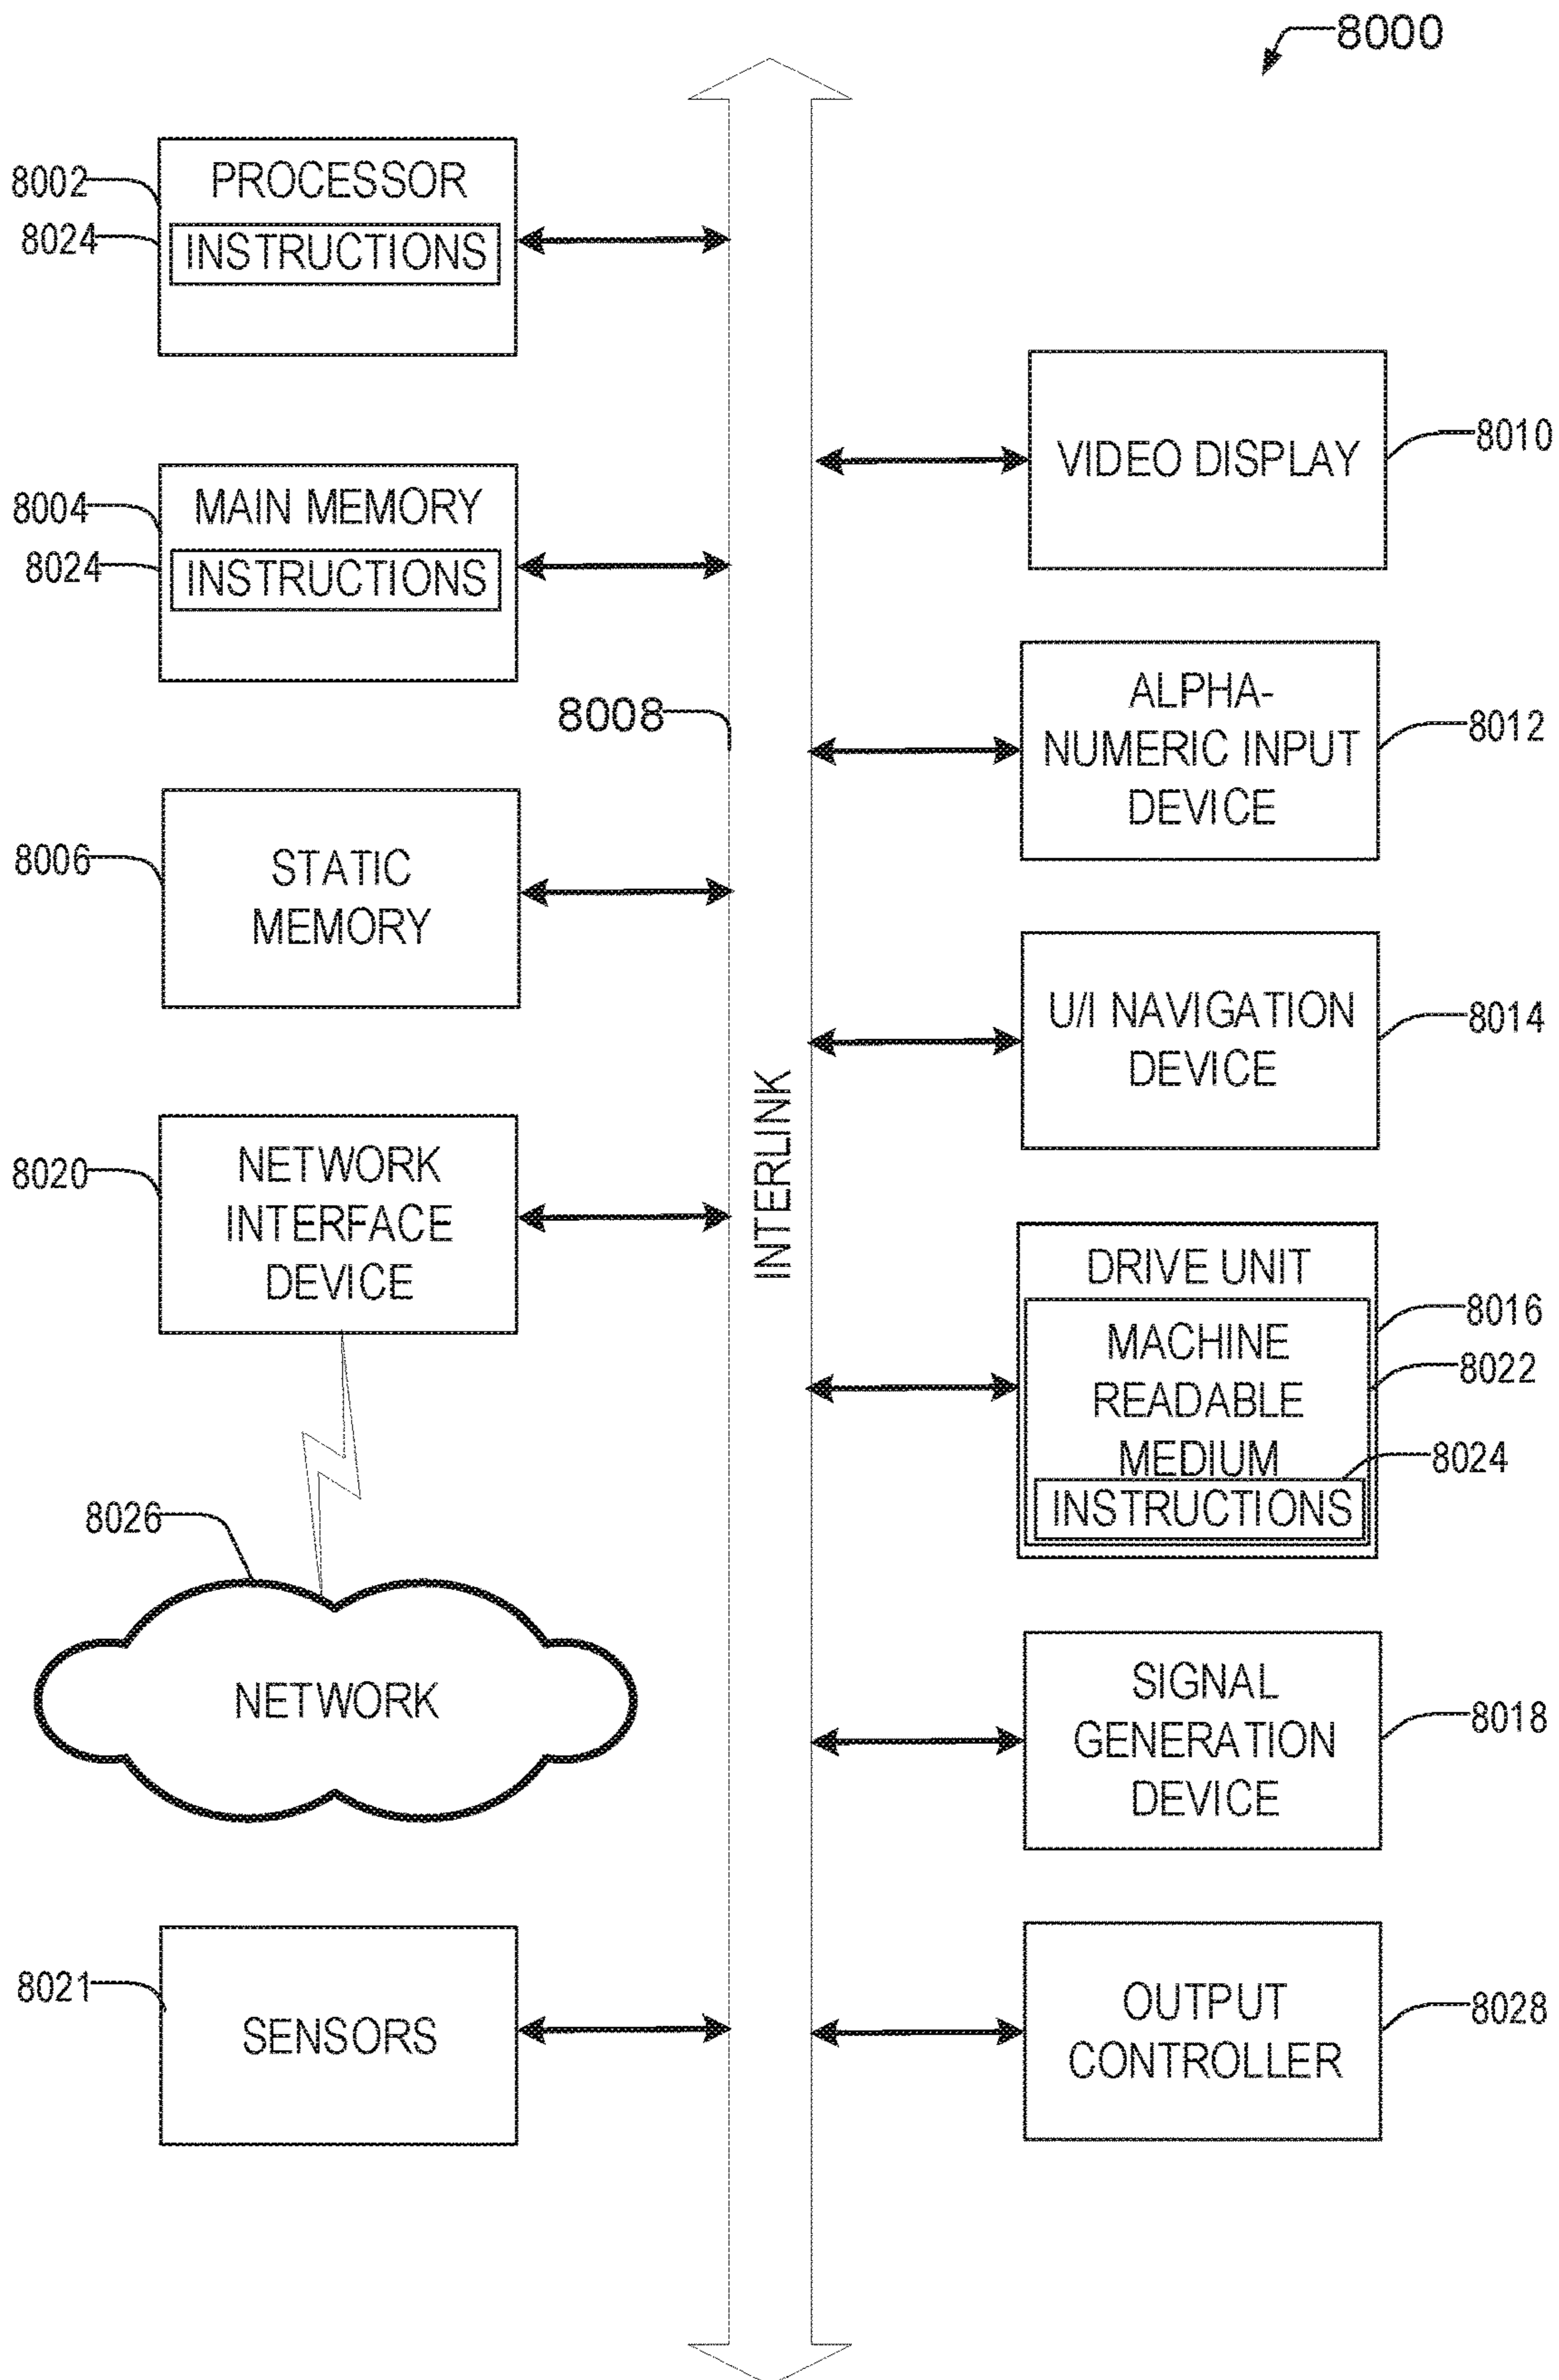 8000
8002
PROCESSOR
8024
INSTRUCTIONS
8004
MAIN MEMORY
8024
INSTRUCTIONS
8008
8006
STATIC
MEMORY
8020
NETWORK
INTERFACE
DEVICE
8026
NETWORK
8021
SENSORS
INTERLINK
VIDEO DISPLAY
8010
ALPHA-
NUMERIC INPUT
DEVICE
8012
U/I NAVIGATION
DEVICE
8014
DRIVE UNIT
8016
MACHINE
READABLE
MEDIUM
8022
8024
INSTRUCTIONS
SIGNAL
GENERATION
DEVICE
8018
OUTPUT
CONTROLLER
8028